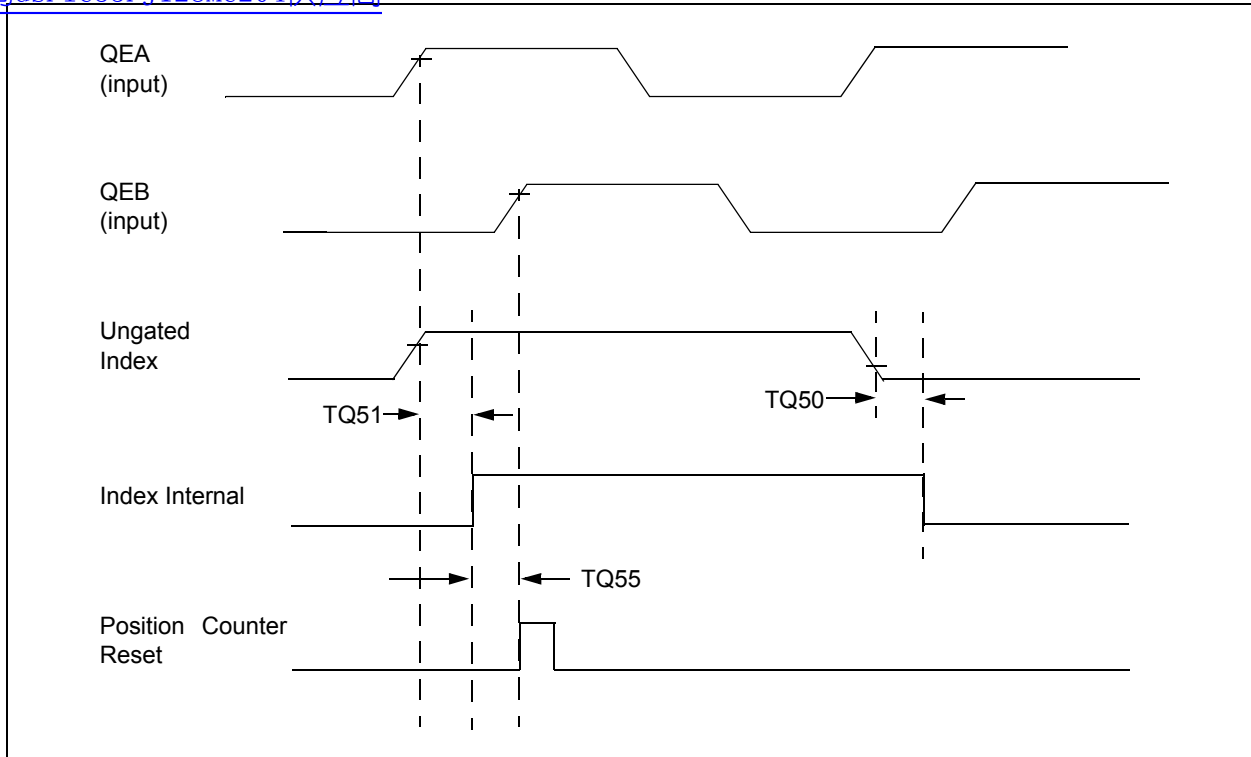 QEA
(input)
QEB
(input)
Ungated
Index
TQ51
TQ50
Index Internal
TQ55
Position Counter
Reset